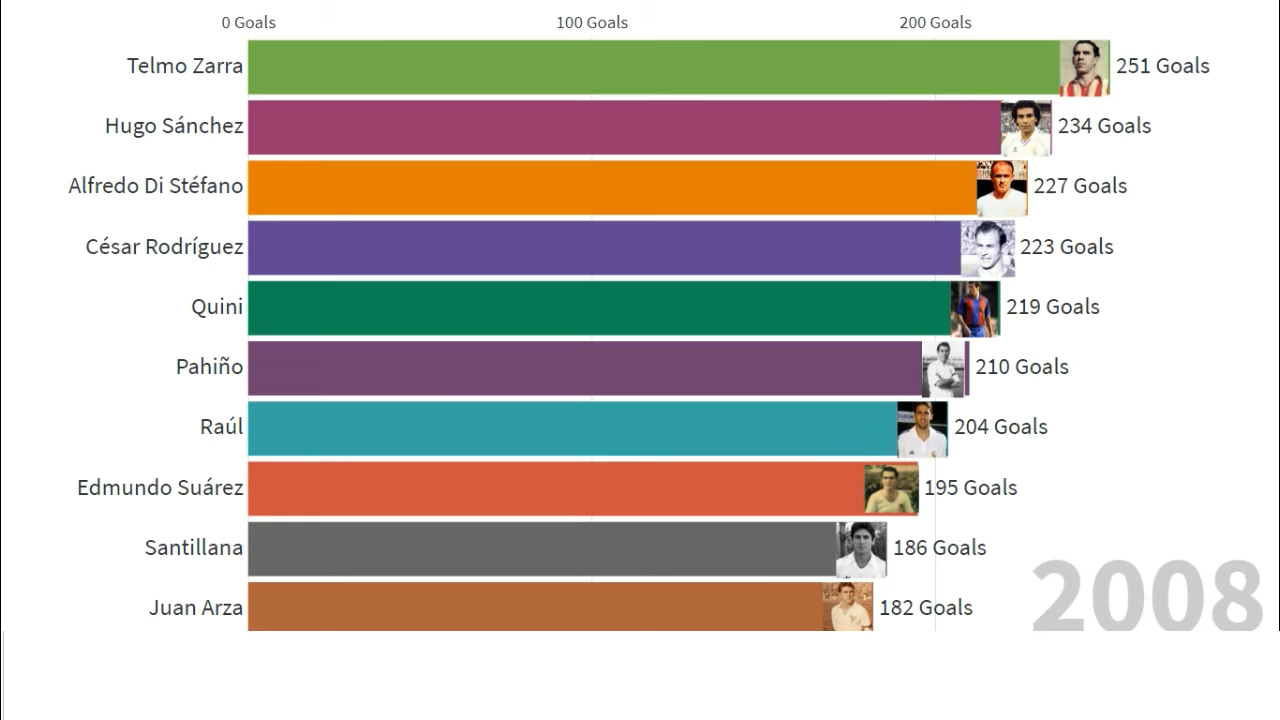 0 Goals 100 Goals 200 Goals
Telmo Zarra 251 Goals
Hugo Sánchez 234 Goals
Alfredo Di Stéfano 227 Goals
César Rodríguez 223 Goals
Quini 219 Goals
Pahiño 210 Goals
Raúl 204 Goals
Edmundo Suárez 195 Goals
Santillana 186 Goals
Juan Arza 182 Goals
2008